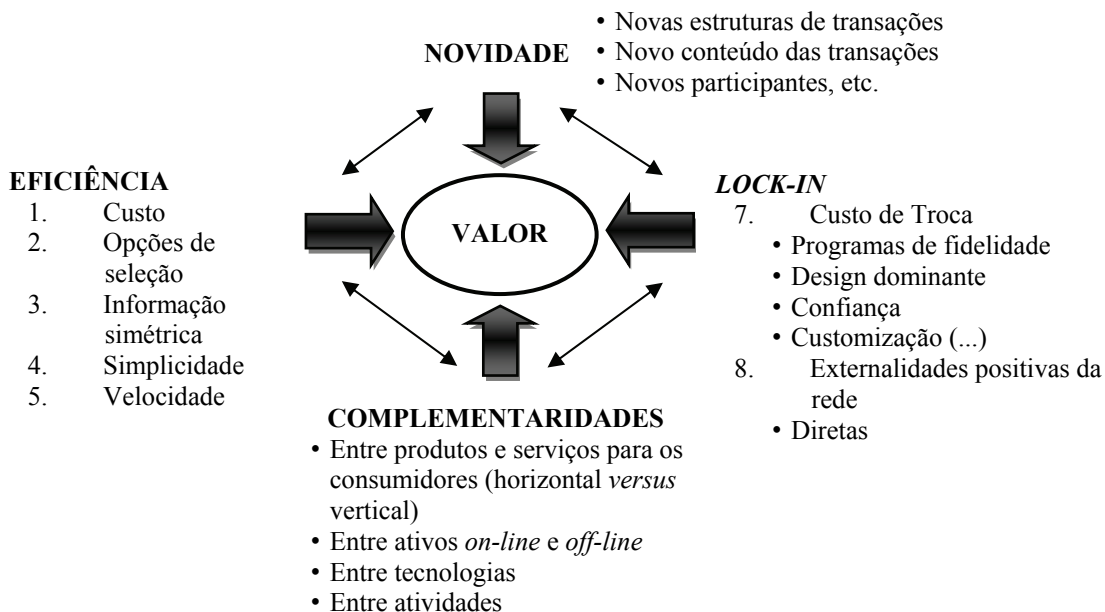 NOVIDADE
• Novas estruturas de transações
• Novo conteúdo das transações
• Novos participantes, etc.
EFICIÊNCIA
1. Custo
2. Opções de
seleção
3. Informação
simétrica
4. Simplicidade
5. Velocidade
VALOR
LOCK-IN
7. Custo de Troca
• Programas de fidelidade
• Design dominante
• Confiança
• Customização (...)
8. Externalidades positivas da
rede
• Diretas
COMPLEMENTARIDADES
• Entre produtos e serviços para os
consumidores (horizontal versus
vertical)
• Entre ativos on-line e off-line
• Entre tecnologias
• Entre atividades